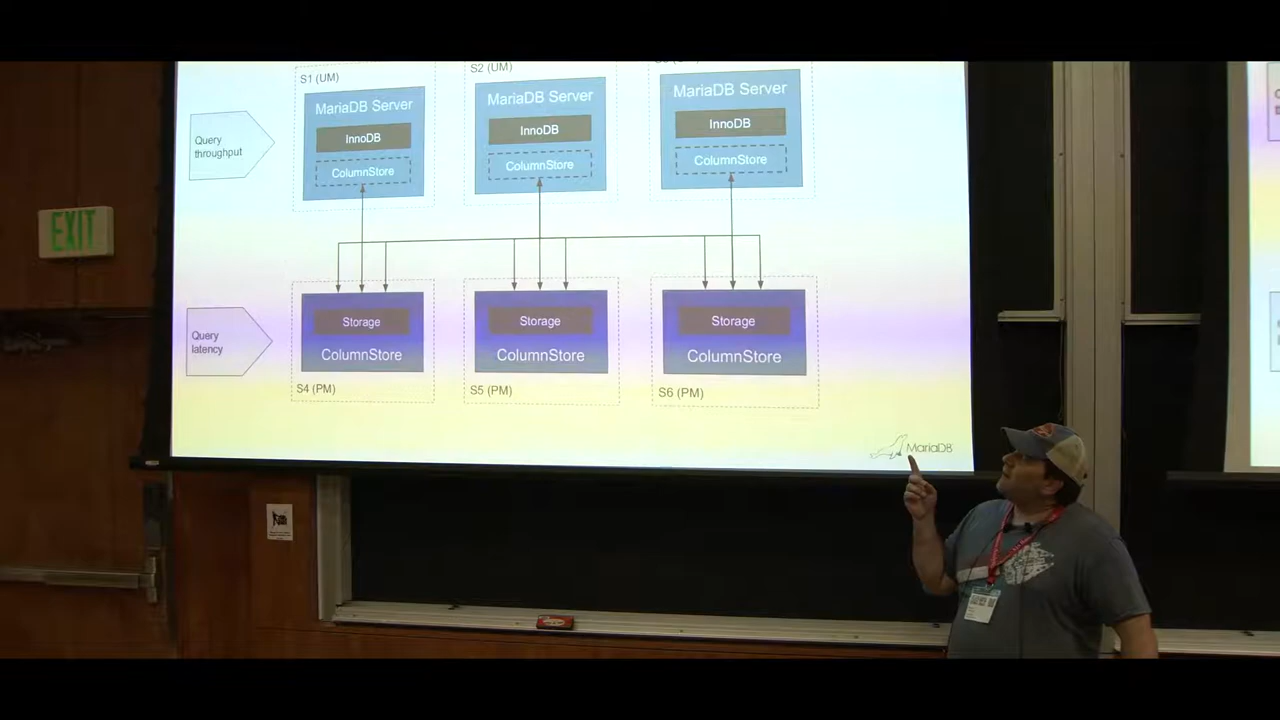 S1 (UM)
S2 (UM)
MariaDB Server
MariaDB Server
MariaDB Server
InnoDB
InnoDB
InnoDB
ColumnStore
ColumnStore
ColumnStore
Query
throughput
EXIT
Storage
Storage
Storage
ColumnStore
ColumnStore
ColumnStore
Query
latency
S4 (PM)
S5 (PM)
S6 (PM)
MariaDB